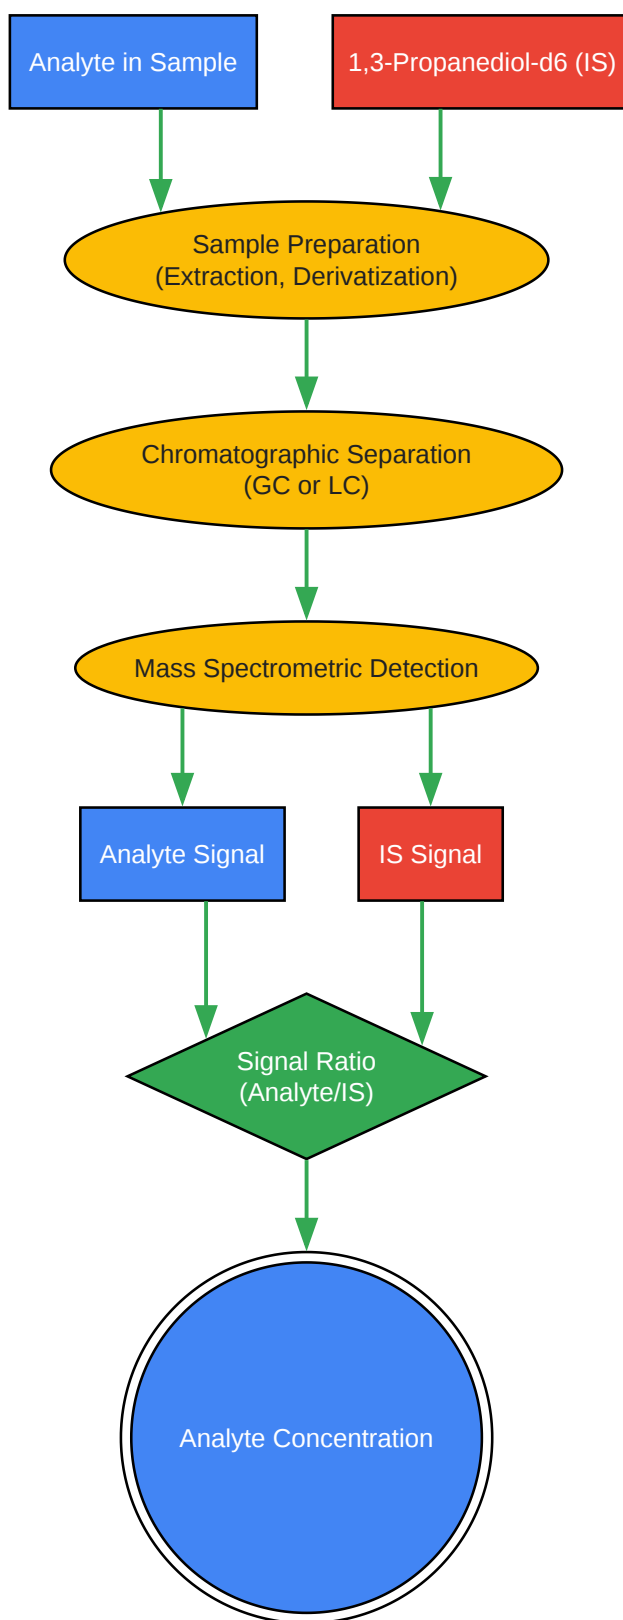 Analyte in Sample
1,3-Propanediol-d6 (IS)
Sample Preparation
(Extraction, Derivatization)
Chromatographic Separation
(GC or LC)
Mass Spectrometric Detection
Analyte Signal
IS Signal
Signal Ratio
(Analyte/IS)
Analyte Concentration